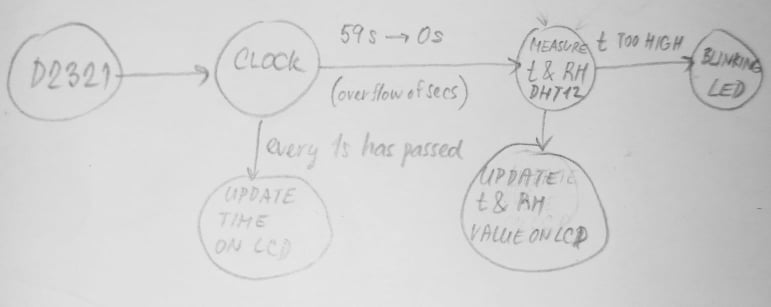 D2321
CLOCK
59s → 0s
(overflow of secs)
MEASURE
t & RH
DHT12
t TOO HIGH
BLINKING
LED
every 1s has passed
UPDATE
TIME
ON LCD
UPDATE
t & RH
VALUE ON LCD